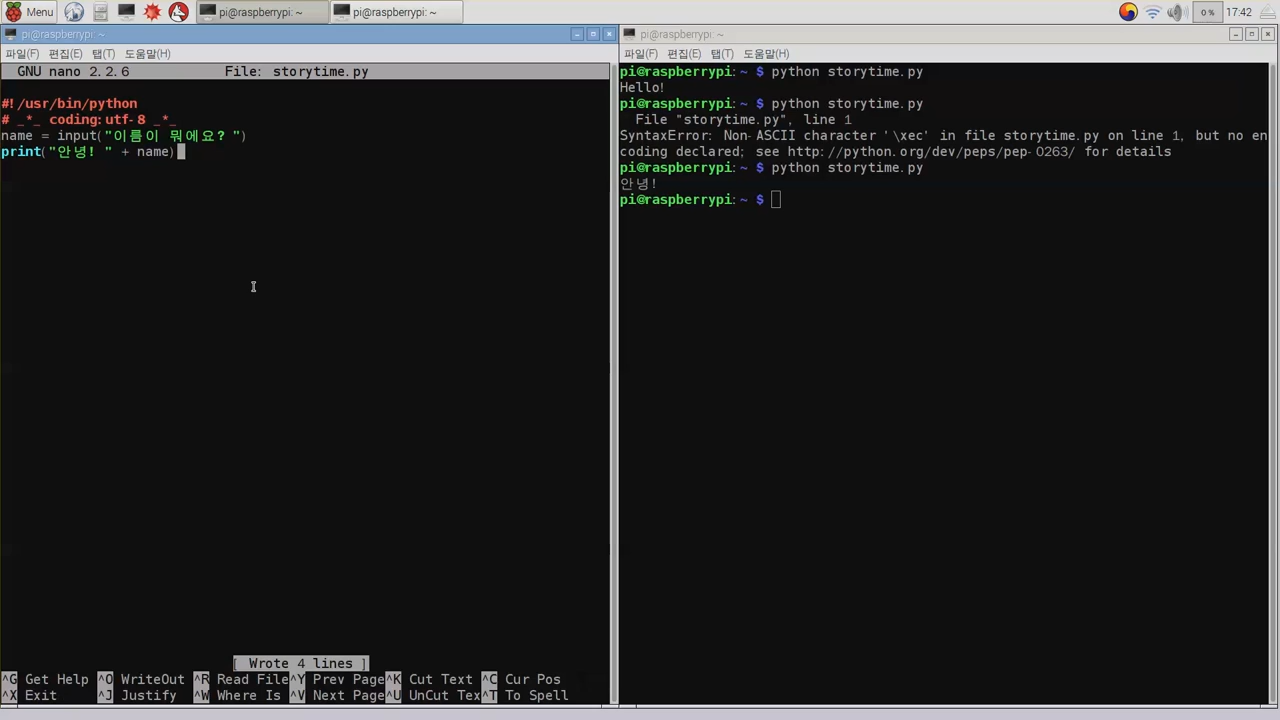 Menu
pi@raspberrypi: ~
pi@raspberrypi: ~
0 %
17:42
pi@raspberrypi: ~
파일(F) 편집(E) 탭(T) 도움말(H)
GNU nano 2.2.6 File: storytime.py
#!/usr/bin/python
# _*_ coding:utf-8 _*_
name = input("이름이 뭐에요? ")
print("안녕! " + name)
[ Wrote 4 lines ]
^G Get Help ^O WriteOut ^R Read File ^Y Prev Page ^K Cut Text ^C Cur Pos
^X Exit ^J Justify ^W Where Is ^V Next Page ^U UnCut Tex ^T To Spell
pi@raspberrypi: ~
파일(F) 편집(E) 탭(T) 도움말(H)
pi@raspberrypi: ~ $ python storytime.py
Hello!
pi@raspberrypi: ~ $ python storytime.py
File "storytime.py", line 1
SyntaxError: Non-ASCII character '\xec' in file storytime.py on line 1, but no en
coding declared; see http://python.org/dev/peps/pep-0263/ for details
pi@raspberrypi: ~ $ python storytime.py
안녕!
pi@raspberrypi: ~ $